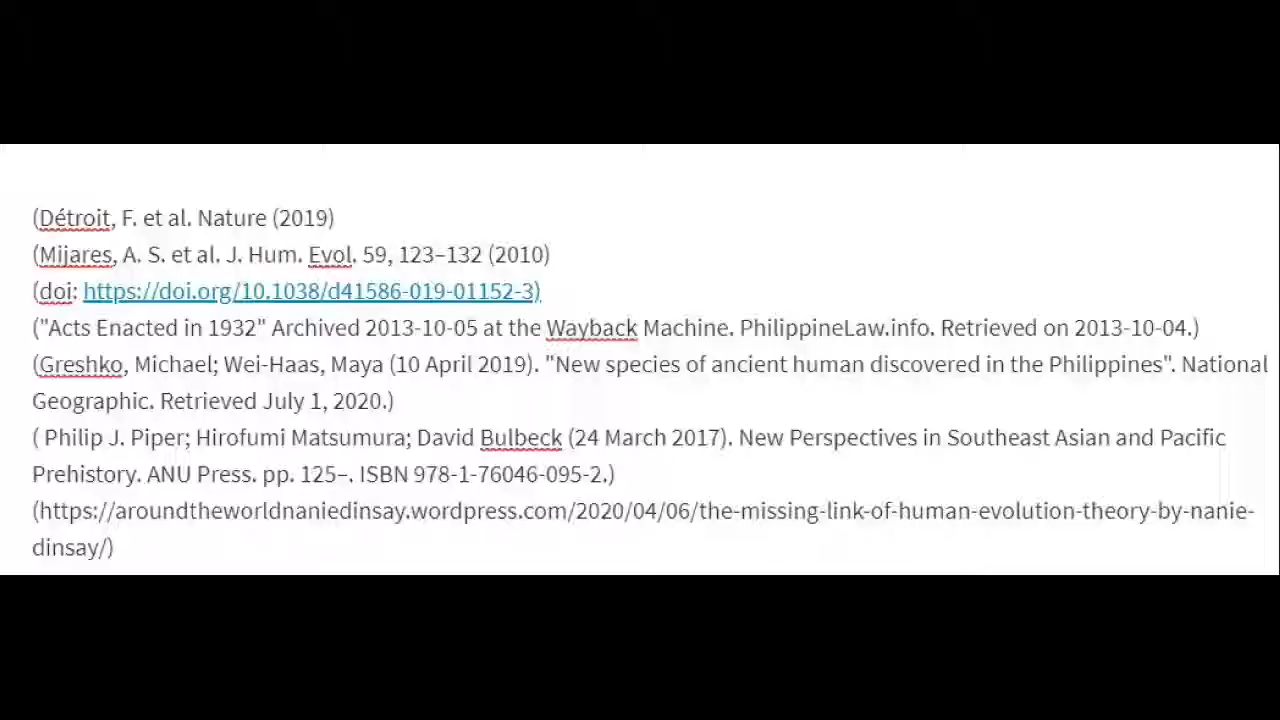 (Détroit, F. et al. Nature (2019)
(Mijares, A. S. et al. J. Hum. Evol. 59, 123–132 (2010)
(doi: https://doi.org/10.1038/d41586-019-01152-3)
("Acts Enacted in 1932" Archived 2013-10-05 at the Wayback Machine. PhilippineLaw.info. Retrieved on 2013-10-04.)
(Greshko, Michael; Wei-Haas, Maya (10 April 2019). "New species of ancient human discovered in the Philippines". National
Geographic. Retrieved July 1, 2020.)
( Philip J. Piper; Hirofumi Matsumura; David Bulbeck (24 March 2017). New Perspectives in Southeast Asian and Pacific
Prehistory. ANU Press. pp. 125–. ISBN 978-1-76046-095-2.)
(https://aroundtheworldnaniedinsay.wordpress.com/2020/04/06/the-missing-link-of-human-evolution-theory-by-nanie-
dinsay/)